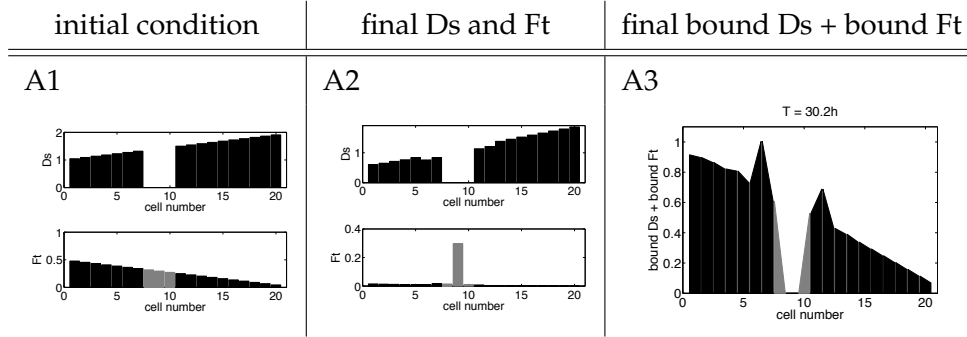 initial condition
final Ds and Ft
final bound Ds + bound Ft
A1
A2
A3
2
1
0
Ds
0 5 10 15 20
cell number
1
0.5
0
Ft
0 5 10 15 20
cell number
1
0
Ds
0 5 10 15 20
cell number
0.4
0.2
0
Ft
0 5 10 15 20
cell number
T = 30.2h
1
0.8
0.6
0.4
0.2
0
bound Ds + bound Ft
0 5 10 15 20
cell number